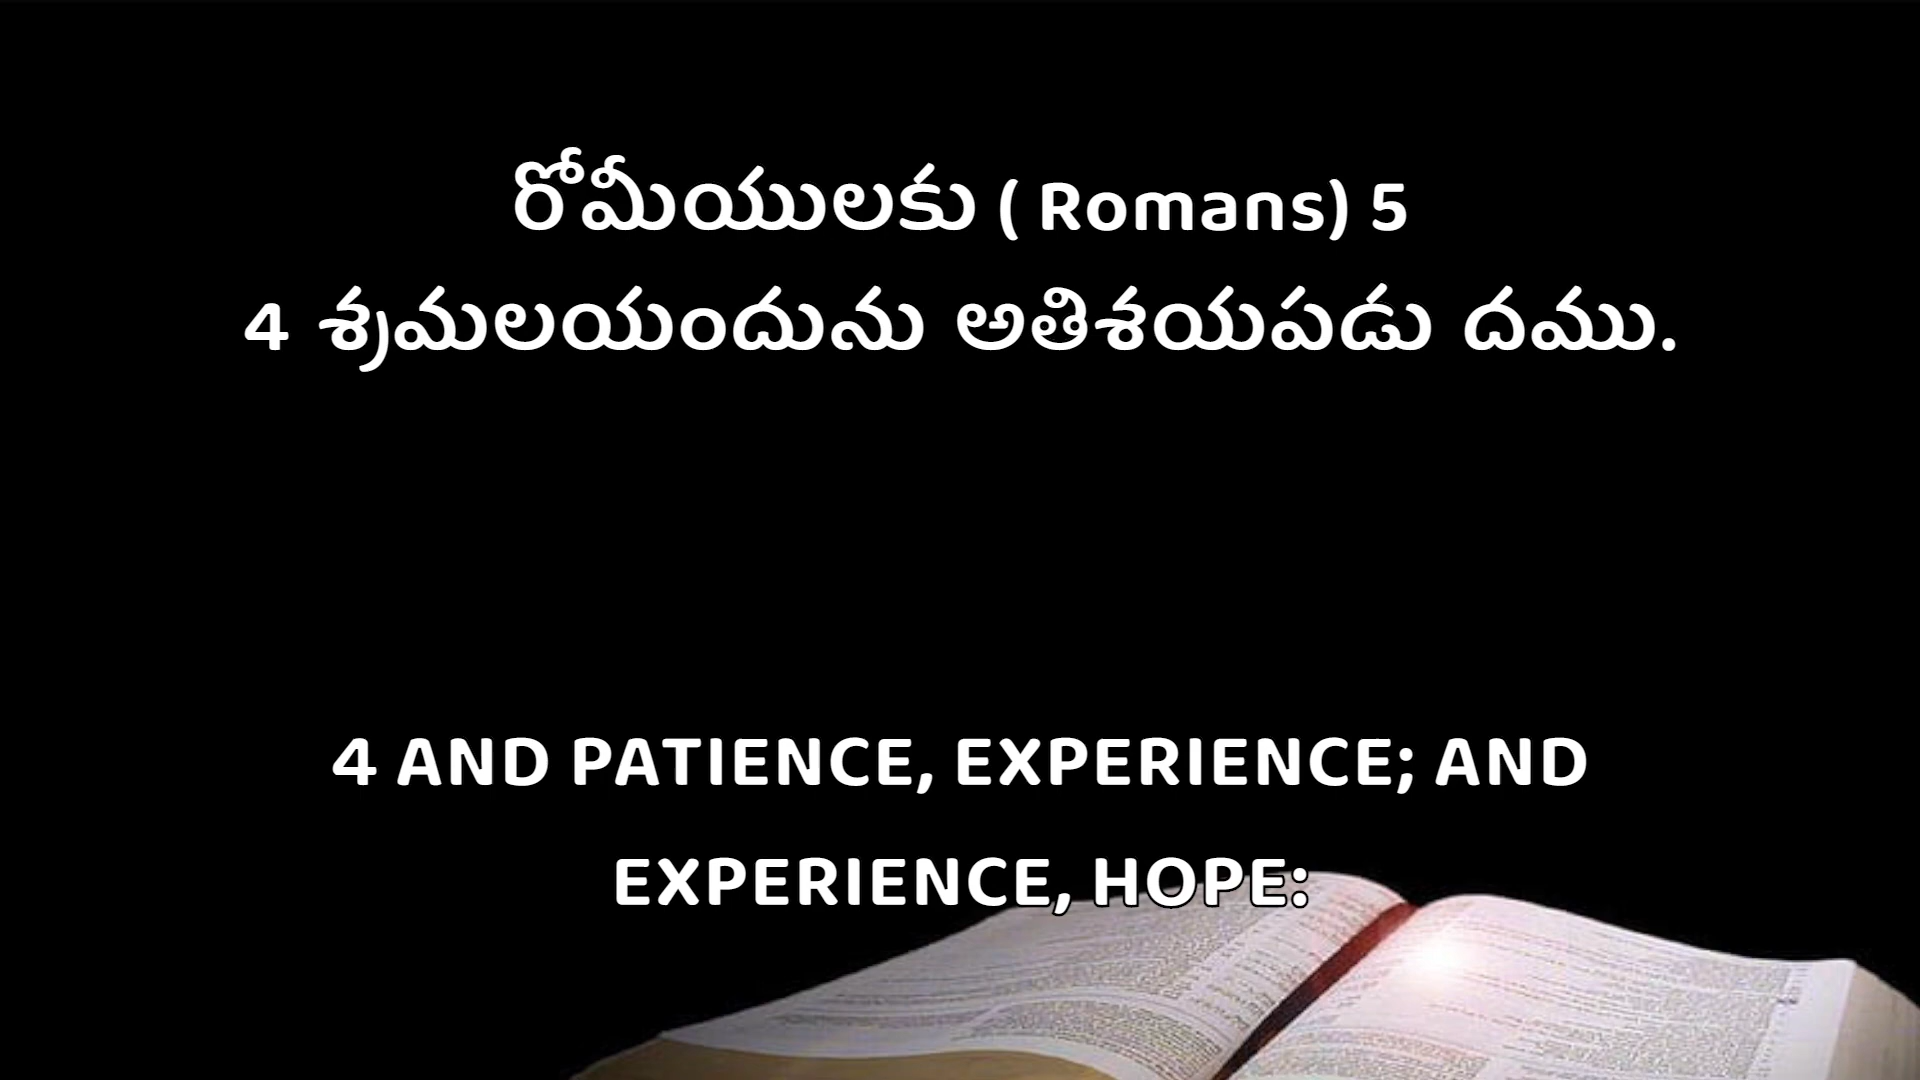 రోమీయులకు ( Romans) 5
4 శ్రమలయందును అతిశయపడు దము.
4 AND PATIENCE, EXPERIENCE; AND
EXPERIENCE, HOPE: